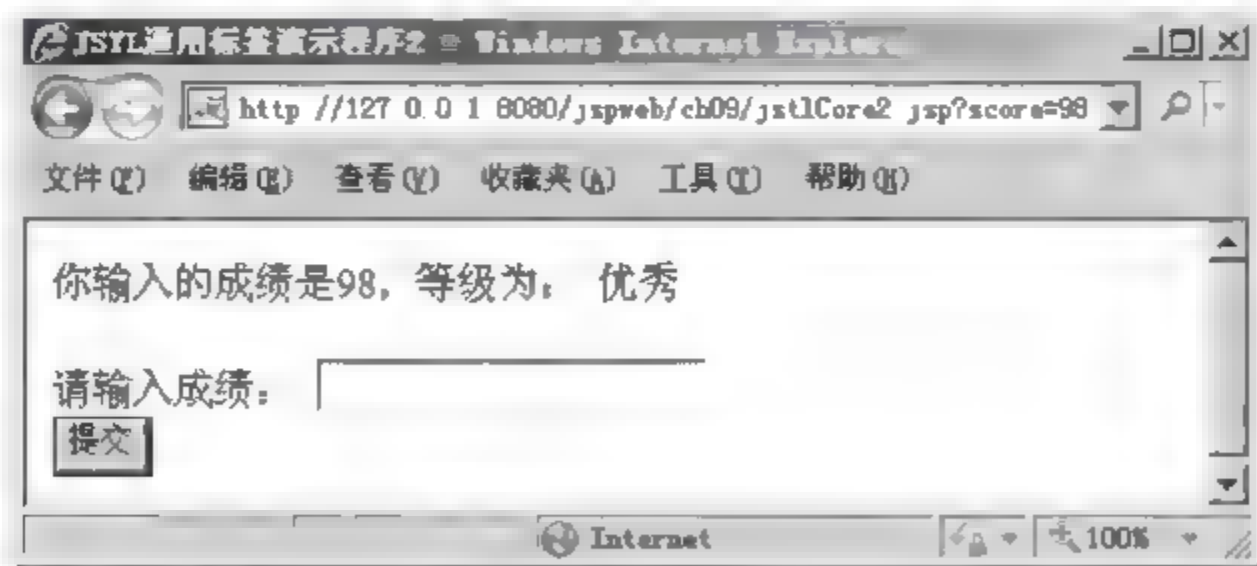 JSTL通用标签演示程序2 - Windows Internet Explorer
http //127 0.0 1 8080/jspweb/ch09/jstlCore2 jsp?score=98
文件(F) 编辑(E) 查看(V) 收藏夹(A) 工具(T) 帮助(H)
你输入的成绩是98, 等级为: 优秀
请输入成绩:
提交
Internet 100%